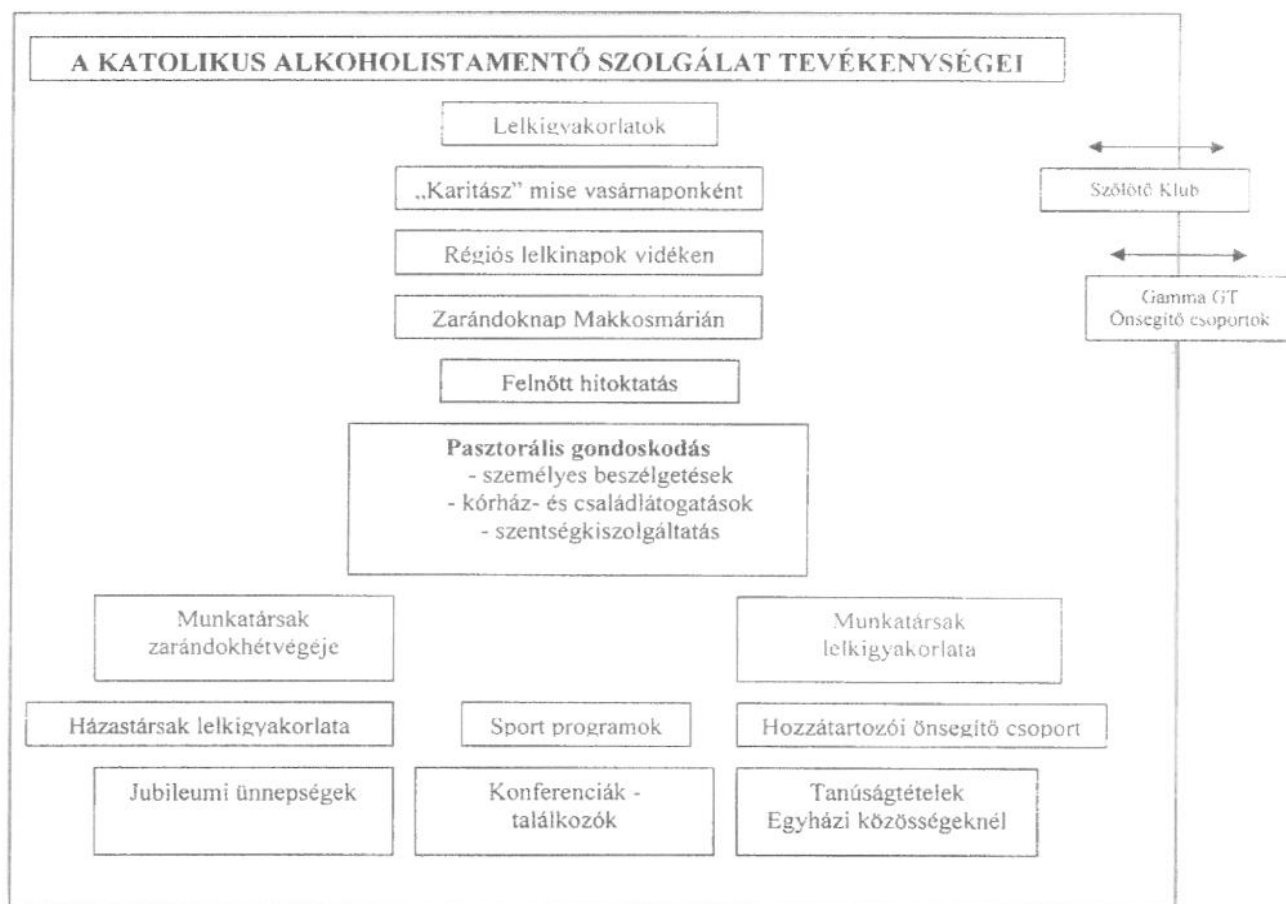 A KATOLIKUS ALKOHOLISTAMENTŐ SZOLGÁLAT TEVÉKENYSÉGEI
Lelkigyakorlatok
„Karitász” mise vasárnaponként
Szőlőtő Klub
Régiós lelkinapok vidéken
Gamma GT
Önsegítő csoportok
Zarándoknap Makkosmárián
Felnőtt hitoktatás
Pasztorális gondoskodás
- személyes beszélgetések
- kórház- és családlátogatások
- szentségkiszolgáltatás
Munkatársak
zarándokhétvégéje
Munkatársak
lelkigyakorlata
Házastársak lelkigyakorlata
Sport programok
Hozzátartozói önsegítő csoport
Jubileumi ünnepségek
Konferenciák -
találkozók
Tanúságtételek
Egyházi közösségeknél